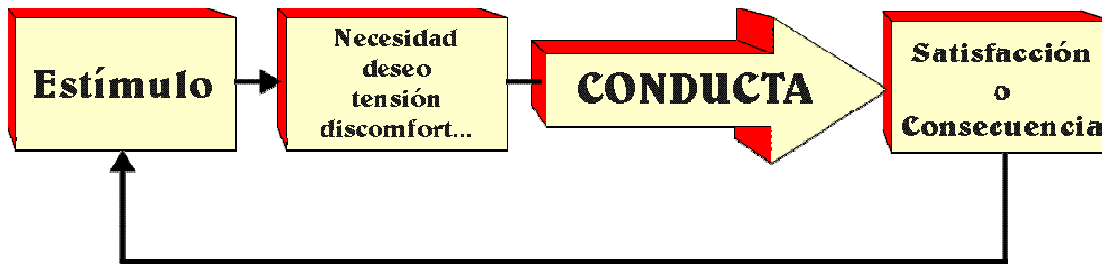 Estímulo
Necesidad
deseo
tensión
discomfort...
CONDUCTA
Satisfacción
o
Consecuencia